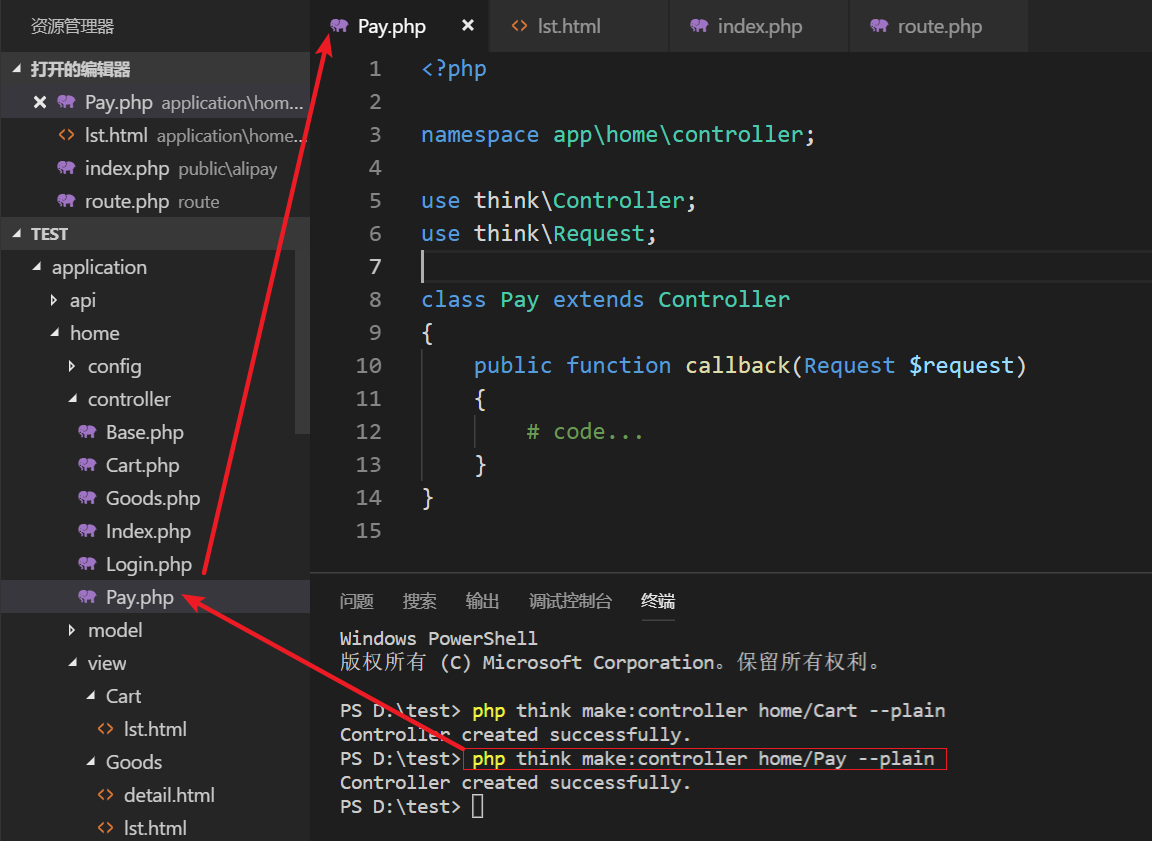 资源管理器
打开的编辑器
Pay.php application\hom...
lst.html application\home...
index.php public\alipay
route.php route
TEST
application
api
home
config
controller
Base.php
Cart.php
Goods.php
Index.php
Login.php
Pay.php
model
view
Cart
lst.html
Goods
detail.html
lst.html
Pay.php lst.html index.php route.php
1 <?php
2
3 namespace app\home\controller;
4
5 use think\Controller;
6 use think\Request;
7
8 class Pay extends Controller
9 {
10 public function callback(Request $request)
11 {
12 # code...
13 }
14 }
15
问题 搜索 输出 调试控制台 终端
Windows PowerShell
版权所有 (C) Microsoft Corporation。保留所有权利。
PS D:\test> php think make:controller home/Cart --plain
Controller created successfully.
PS D:\test> php think make:controller home/Pay --plain
Controller created successfully.
PS D:\test>